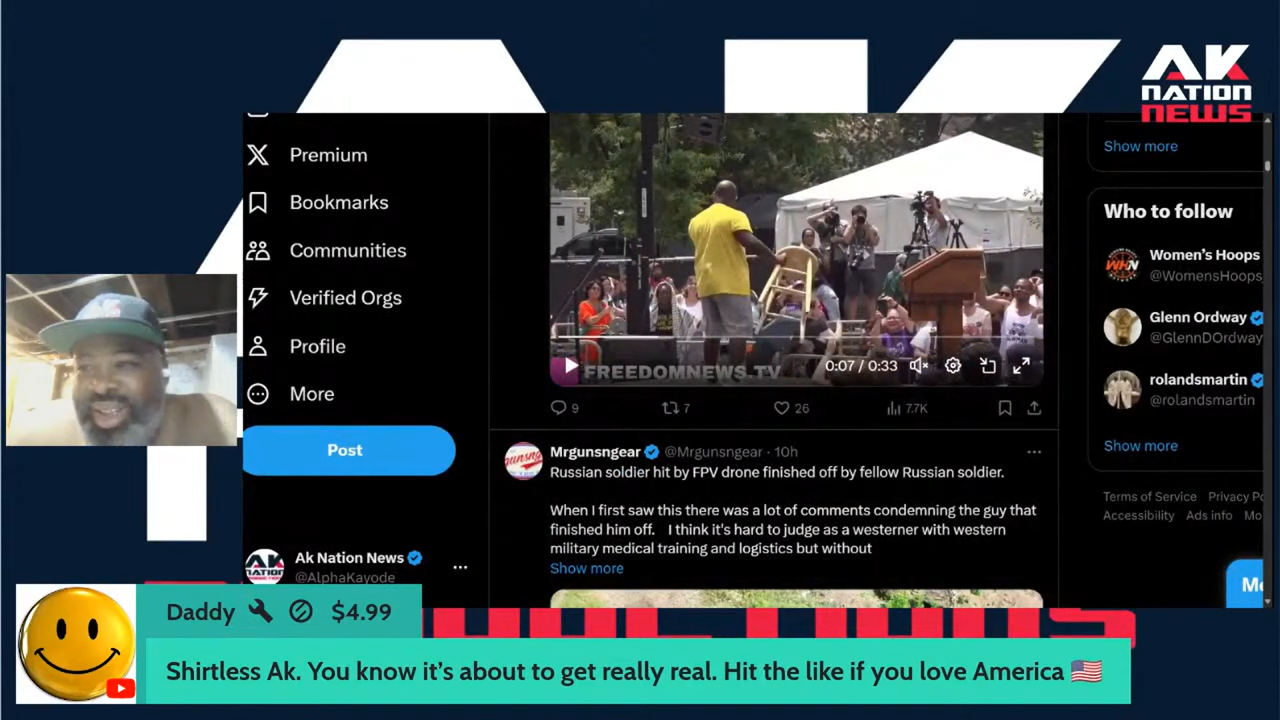 AK
NATION
NEWS
Premium
Bookmarks
Communities
Verified Orgs
Profile
More
Post
Ak Nation News
@AlphaKayode
FREEDOMNEWS.TV
0:07 / 0:33
9
7
26
7.7K
Mrgunsngear @Mrgunsngear · 10h
Russian soldier hit by FPV drone finished off by fellow Russian soldier.
When I first saw this there was a lot of comments condemning the guy that
finished him off. I think it's hard to judge as a westerner with western
military medical training and logistics but without
Show more
Show more
Who to follow
Women's Hoops
@WomensHoops
Glenn Ordway
@GlennDOrdway
rolandsmartin
@rolandsmartin
Show more
Terms of Service Privacy Po
Accessibility Ads info Mo
Daddy $4.99
Shirtless Ak. You know it's about to get really real. Hit the like if you love America 🇺🇸